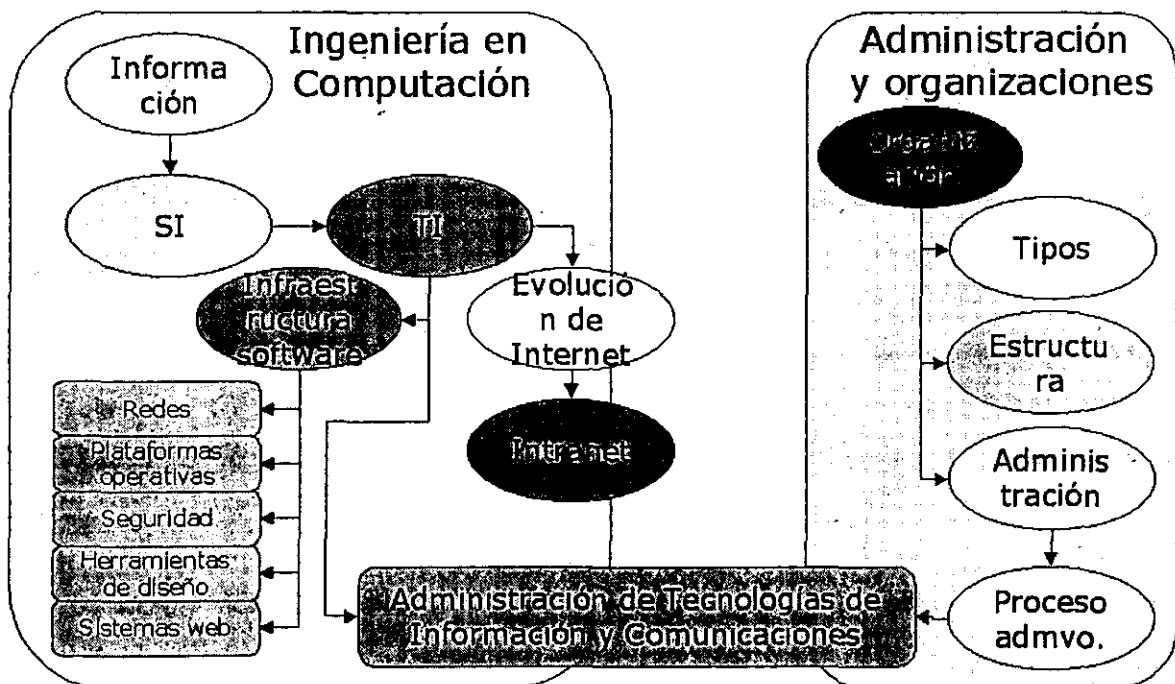 Ingeniería en
Computación
Informa
ción
SI
TI
Infraest
ructura
software
Evolució
n de
Internet
Intranet
Redes
Plataformas
operativas
Seguridad
Herramientas
de diseño
Sistemas web
Administración
y organizaciones
Tipos
Estructu
ra
Adminis
tración
Proceso
admvo.
Administración de Tecnologías de
Información y Comunicaciones